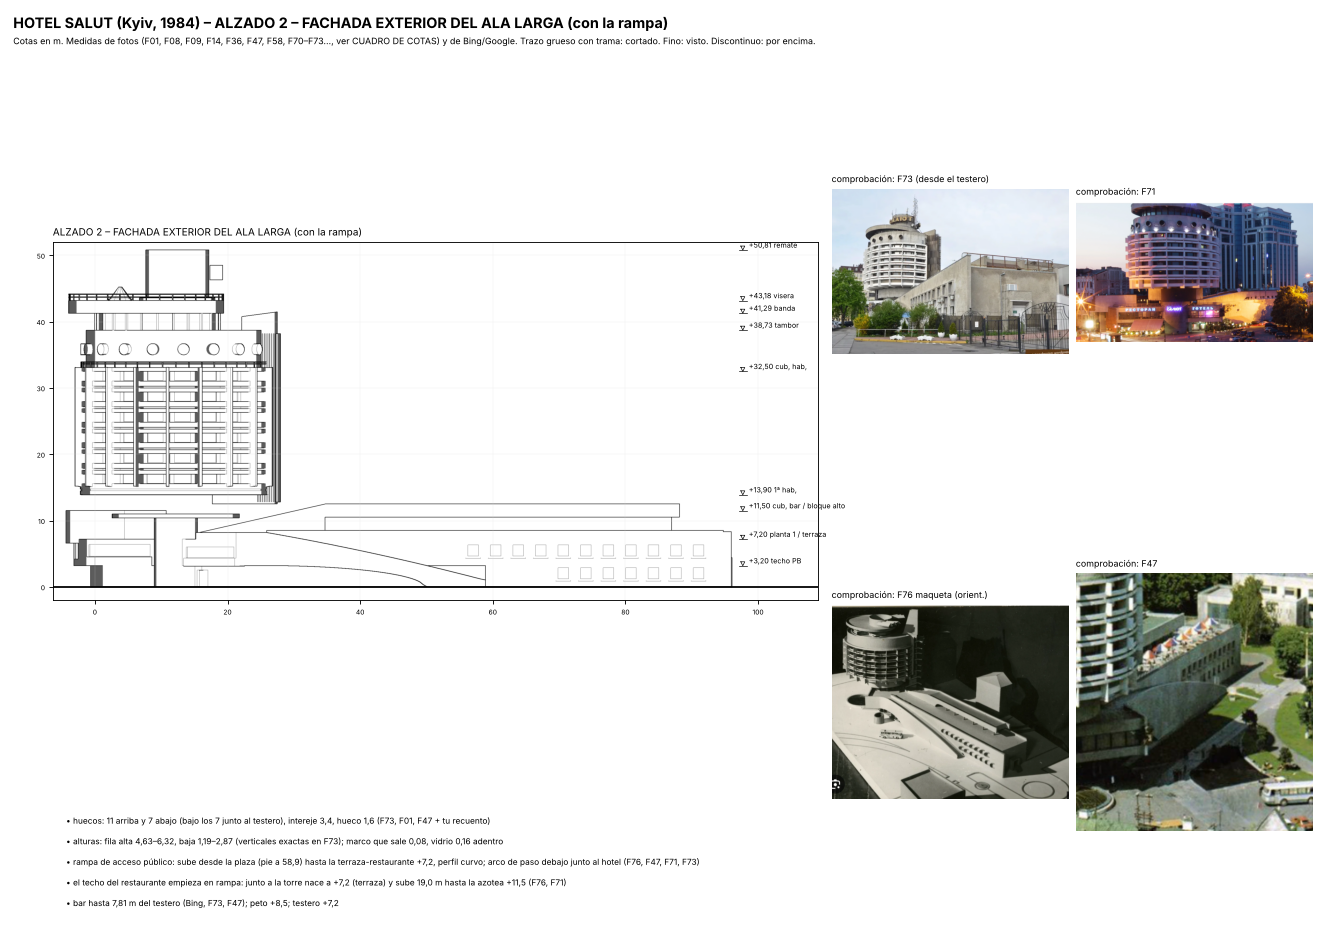 HOTEL SALUT (Kyiv, 1984) – ALZADO 2 – FACHADA EXTERIOR DEL ALA LARGA (con la rampa)
Cotas en m. Medidas de fotos (F01, F08, F09, F14, F36, F47, F58, F70–F73..., ver CUADRO DE COTAS) y de Bing/Google. Trazo grueso con trama: cortado. Fino: visto. Discontinuo: por encima.
comprobación: F73 (desde el testero)
comprobación: F71
ALZADO 2 – FACHADA EXTERIOR DEL ALA LARGA (con la rampa)
50
40
30
20
10
0
+50,81 remate
+43,18 visera
+41,29 banda
+38,73 tambor
+32,50 cub, hab,
+13,90 1ª hab,
+11,50 cub, bar / bloque alto
+7,20 planta 1 / terraza
+3,20 techo PB
0
20
40
60
80
100
comprobación: F47
comprobación: F76 maqueta (orient.)
• huecos: 11 arriba y 7 abajo (bajo los 7 junto al testero), intereje 3,4, hueco 1,6 (F73, F01, F47 + tu recuento)
• alturas: fila alta 4,63–6,32, baja 1,19–2,87 (verticales exactas en F73); marco que sale 0,08, vidrio 0,16 adentro
• rampa de acceso público: sube desde la plaza (pie a 58,9) hasta la terraza-restaurante +7,2, perfil curvo; arco de paso debajo junto al hotel (F76, F47, F71, F73)
• el techo del restaurante empieza en rampa: junto a la torre nace a +7,2 (terraza) y sube 19,0 m hasta la azotea +11,5 (F76, F71)
• bar hasta 7,81 m del testero (Bing, F73, F47); peto +8,5; testero +7,2